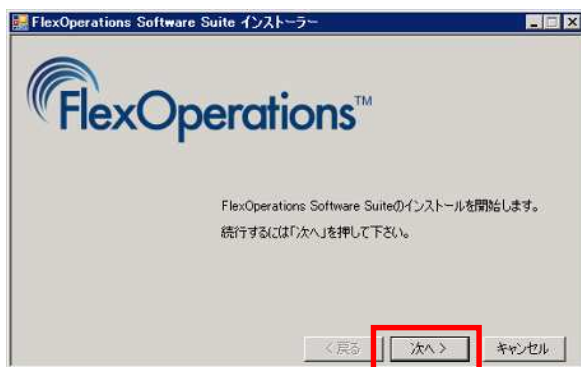 FlexOperations Software Suite インストーラー
FlexOperations™
FlexOperations Software Suiteのインストールを開始します。
続行するには「次へ」を押して下さい。
< 戻る 次へ > キャンセル